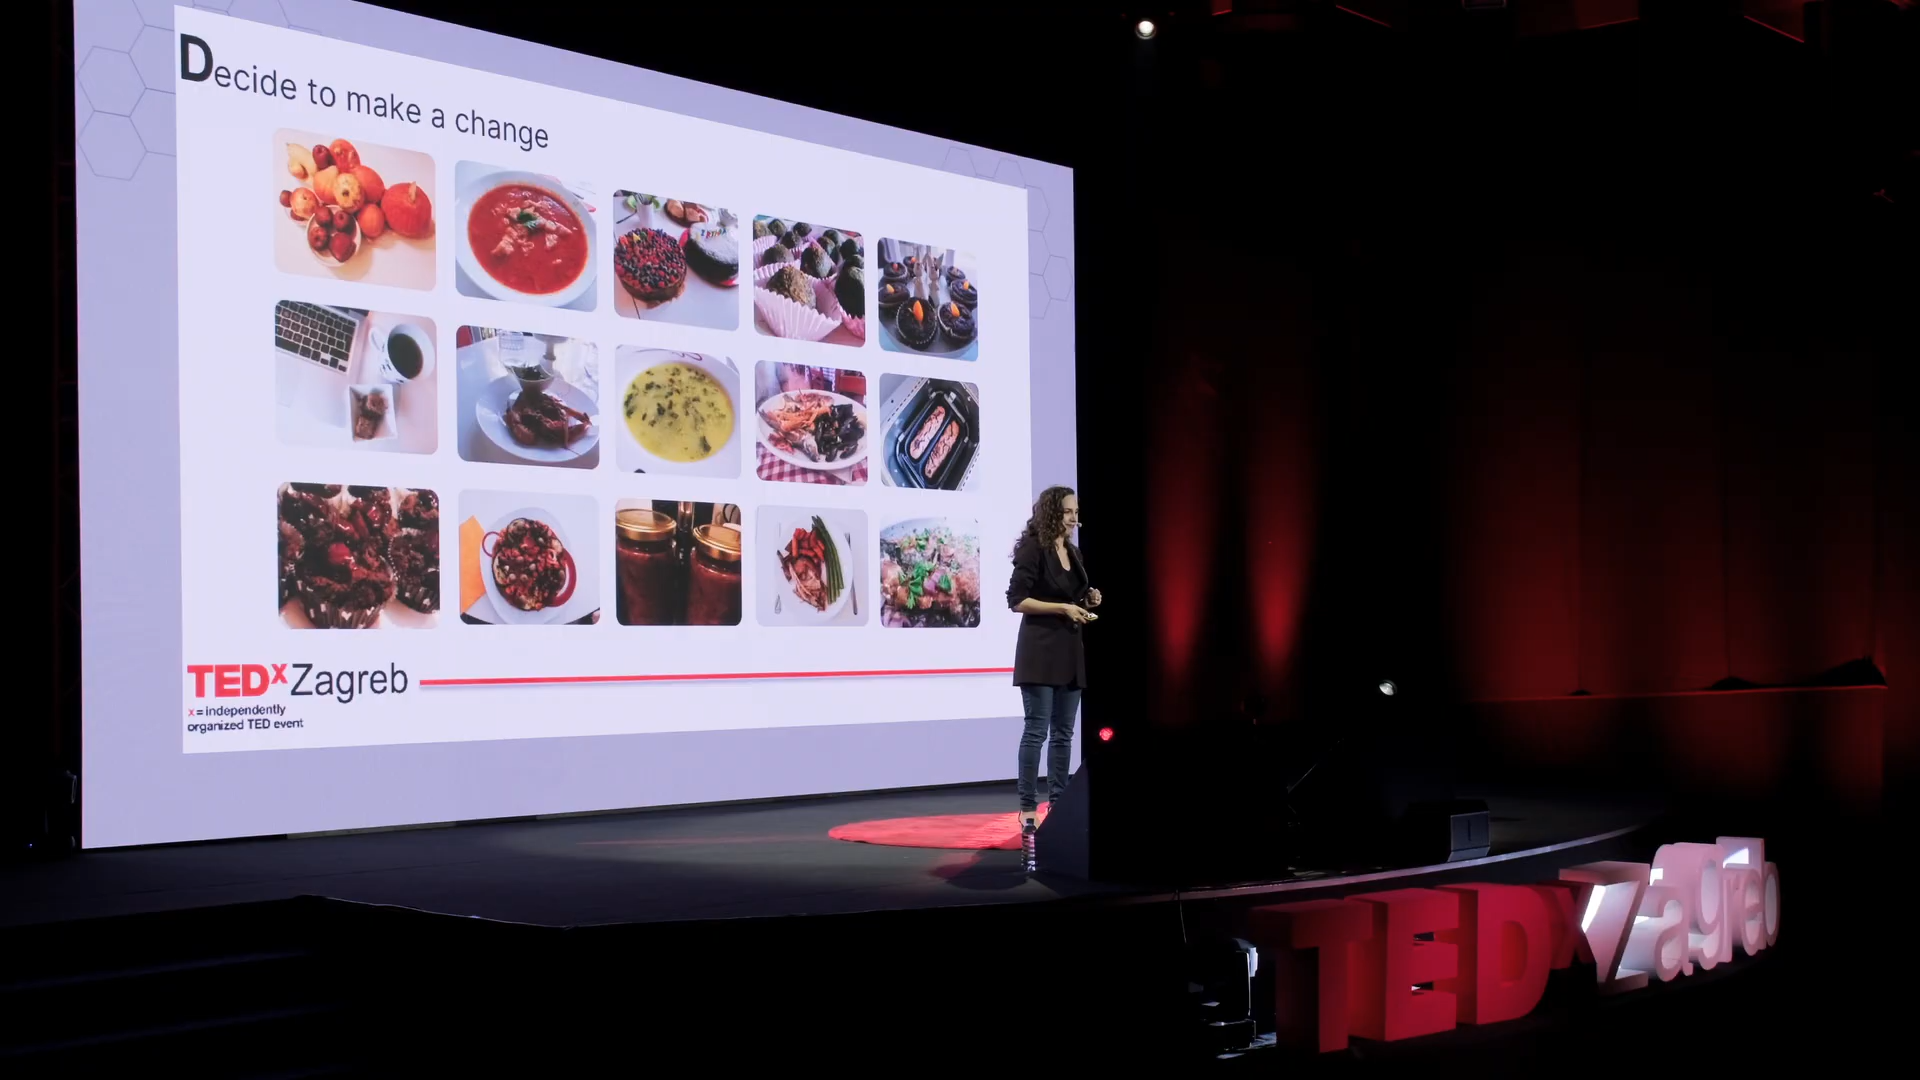 Decide to make a change
TEDxZagreb
x=independently
organized TED event
TEDxZagreb